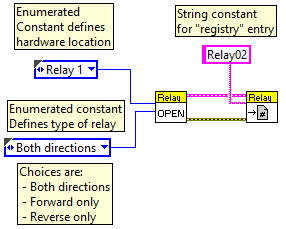 Enumerated
Constant defines
hardware location
String constant
for "registry" entry
Relay 1
Relay02
Enumerated constant
Defines type of relay
Relay
OPEN
Relay
#
Both directions
Choices are:
- Both directions
- Forward only
- Reverse only